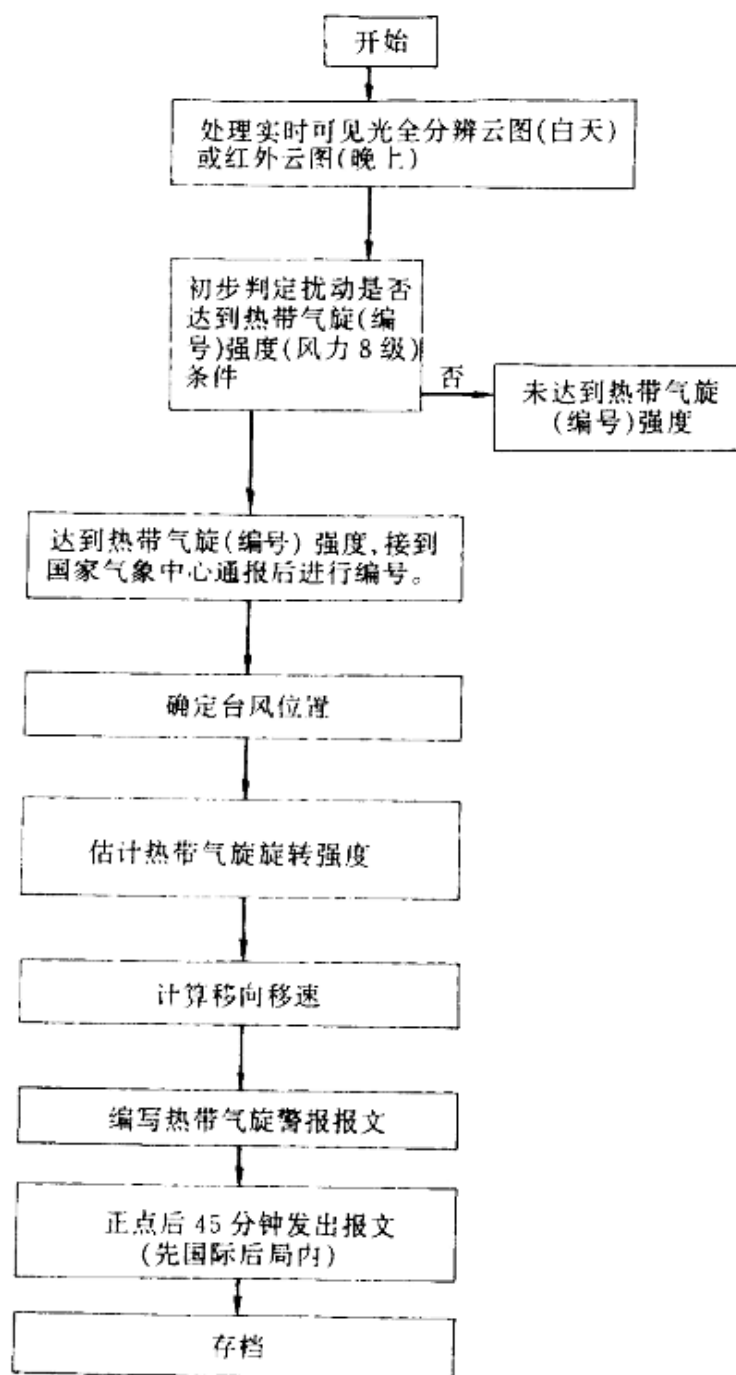 开始
处理实时可见光全分辨云图(白天)
或红外云图(晚上)
初步判定扰动是否
达到热带气旋(编
号)强度(风力8级)
条件
否
未达到热带气旋
(编号)强度
达到热带气旋(编号)强度,接到
国家气象中心通报后进行编号。
确定台风位置
估计热带气旋旋转强度
计算移向移速
编写热带气旋警报报文
正点后45分钟发出报文
(先国际后局内)
存档